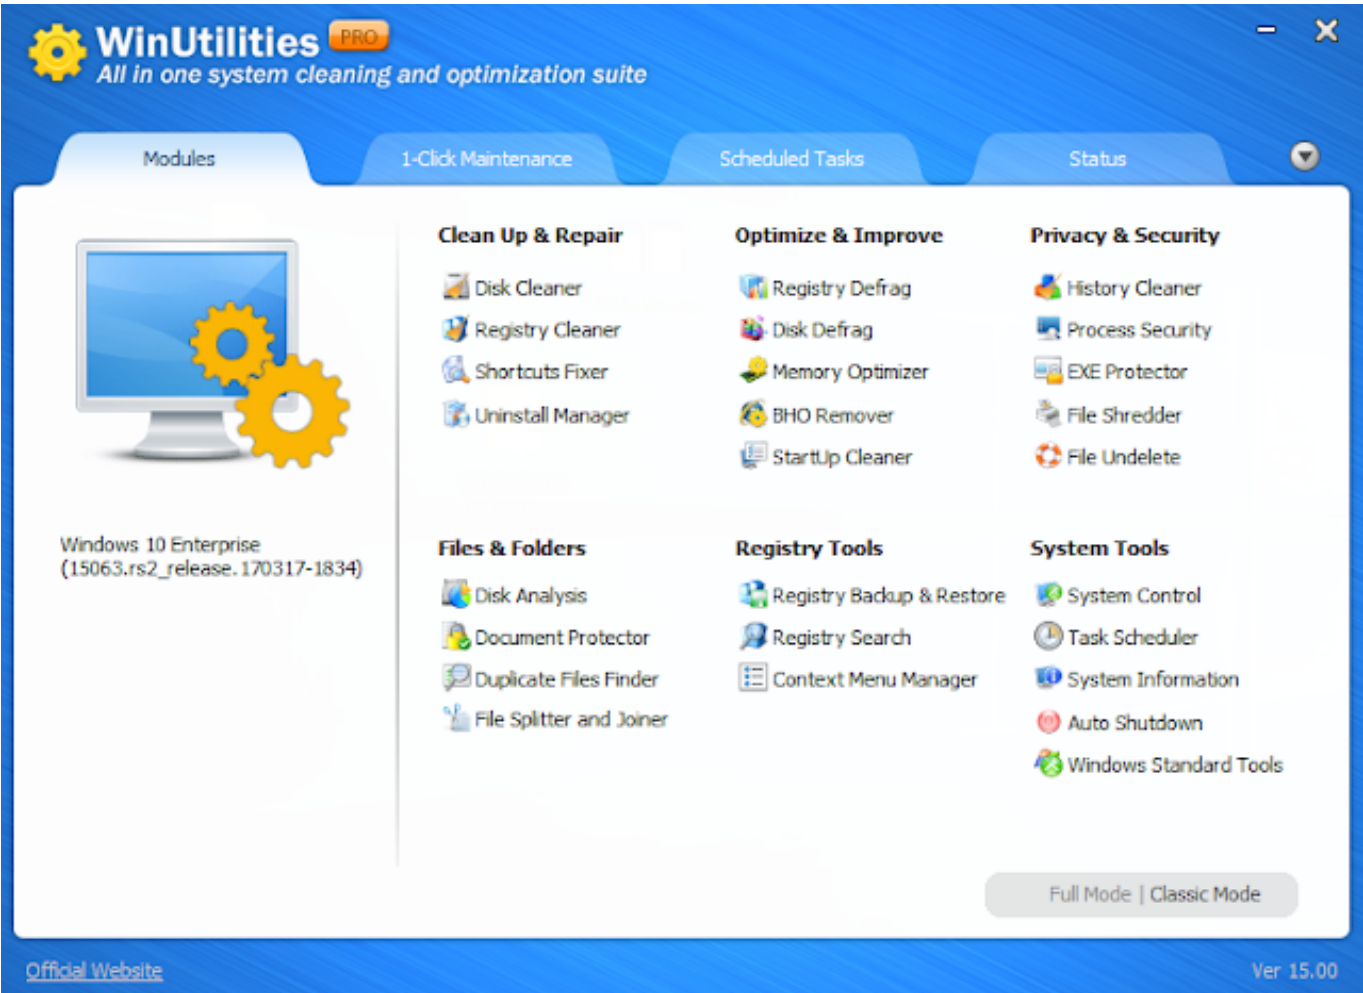 WinUtilities PRO
All in one system cleaning and optimization suite
Modules
1-Click Maintenance
Scheduled Tasks
Status
Windows 10 Enterprise
(15063.rs2_release.170317-1834)
Clean Up & Repair
Disk Cleaner
Registry Cleaner
Shortcuts Fixer
Uninstall Manager
Optimize & Improve
Registry Defrag
Disk Defrag
Memory Optimizer
BHO Remover
StartUp Cleaner
Privacy & Security
History Cleaner
Process Security
EXE Protector
File Shredder
File Undelete
Files & Folders
Disk Analysis
Document Protector
Duplicate Files Finder
File Splitter and Joiner
Registry Tools
Registry Backup & Restore
Registry Search
Context Menu Manager
System Tools
System Control
Task Scheduler
System Information
Auto Shutdown
Windows Standard Tools
Full Mode | Classic Mode
Official Website
Ver 15.00